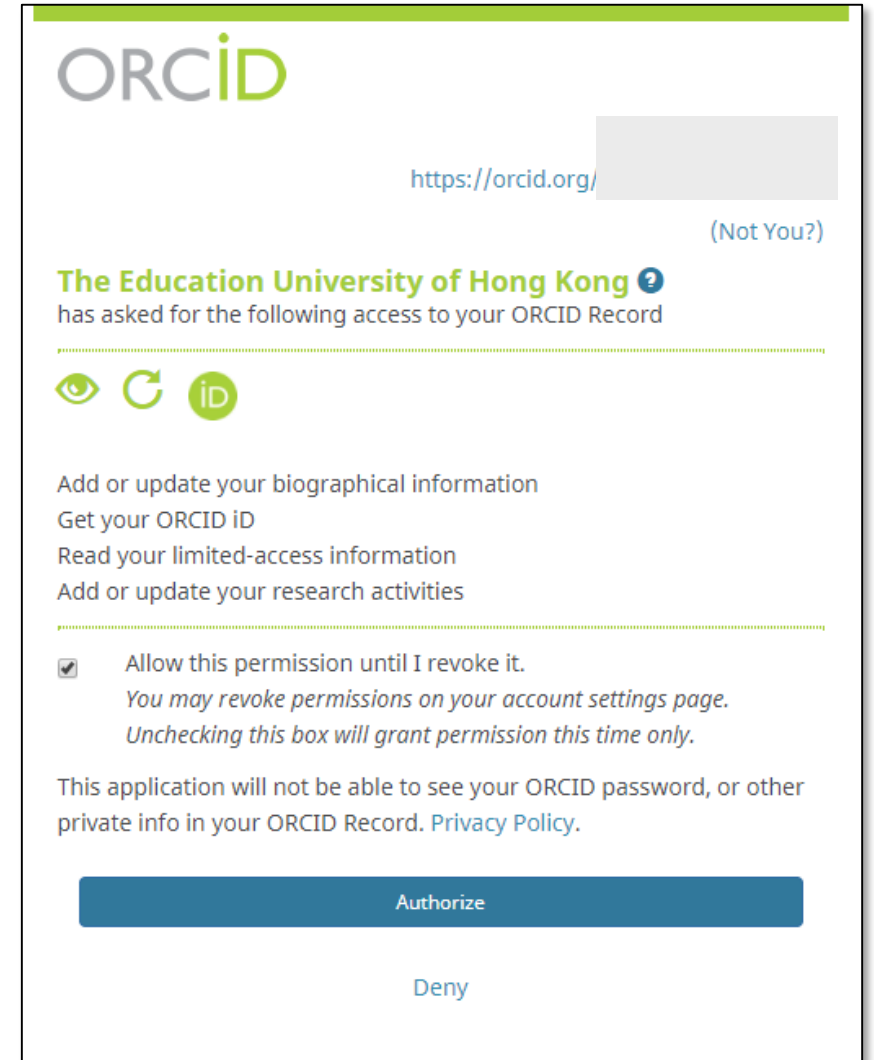 ORCiD
https://orcid.org/
(Not You?)
The Education University of Hong Kong ?
has asked for the following access to your ORCID Record
iD
Add or update your biographical information
Get your ORCID iD
Read your limited-access information
Add or update your research activities
Allow this permission until I revoke it.
You may revoke permissions on your account settings page.
Unchecking this box will grant permission this time only.
This application will not be able to see your ORCID password, or other
private info in your ORCID Record. Privacy Policy.
Authorize
Deny